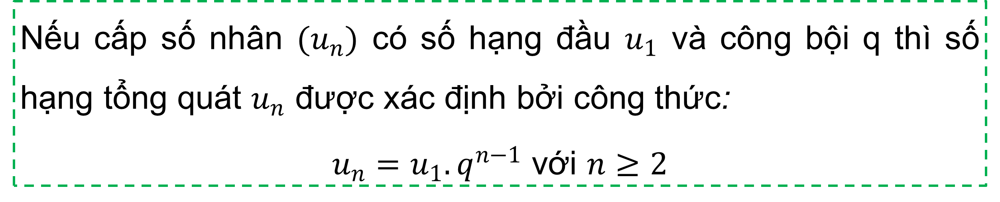 Nếu cấp số nhân (uₙ) có số hạng đầu u₁ và công bội q thì số
hạng tổng quát uₙ được xác định bởi công thức:
uₙ = u₁. qⁿ⁻¹ với n ≥ 2